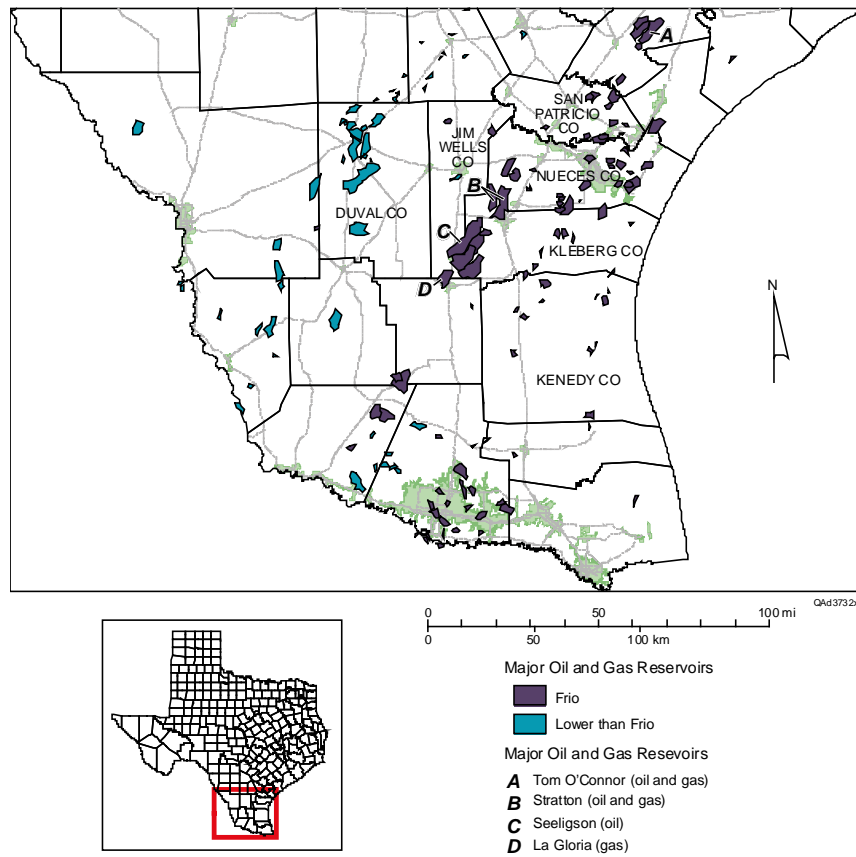 A
SAN
PATRICIO
CO
JIM
WELLS
CO
B
NUECES CO
DUVAL CO
C
KLEBERG CO
D
N
KENEDY CO
0 50 100 mi
0 50 100 km
Major Oil and Gas Reservoirs
Frio
Lower than Frio
Major Oil and Gas Resevoirs
A Tom O'Connor (oil and gas)
B Stratton (oil and gas)
C Seeligson (oil)
D La Gloria (gas)